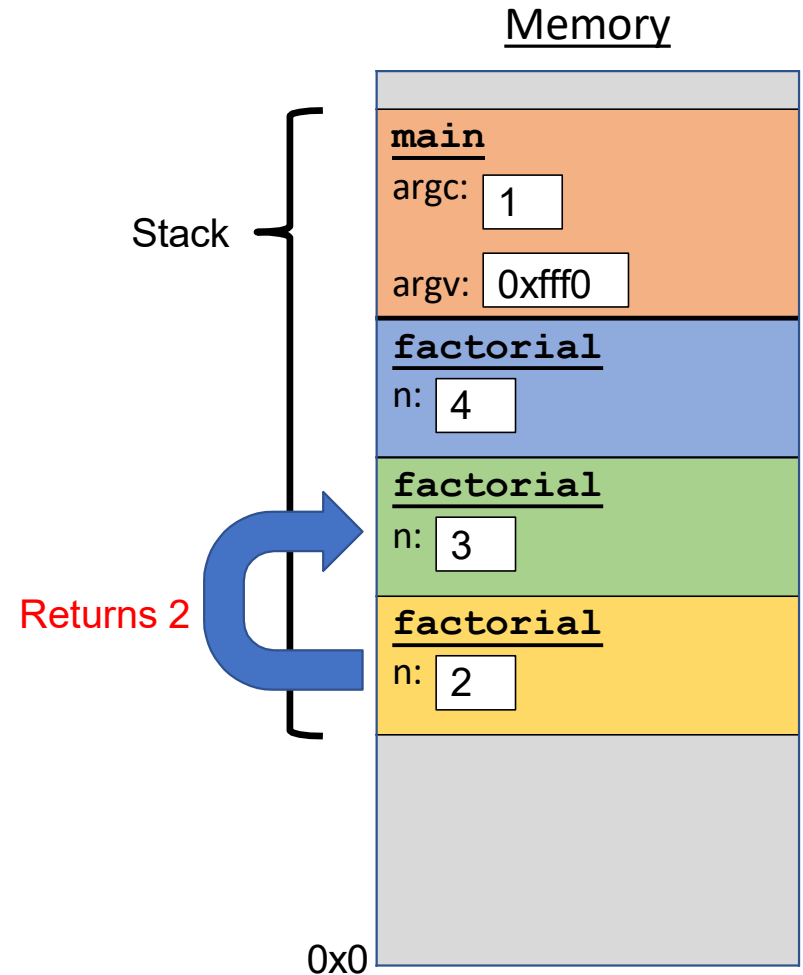 Memory
main
argc: 1
Stack
argv: 0xfff0
factorial
n: 4
factorial
n: 3
Returns 2
factorial
n: 2
0x0